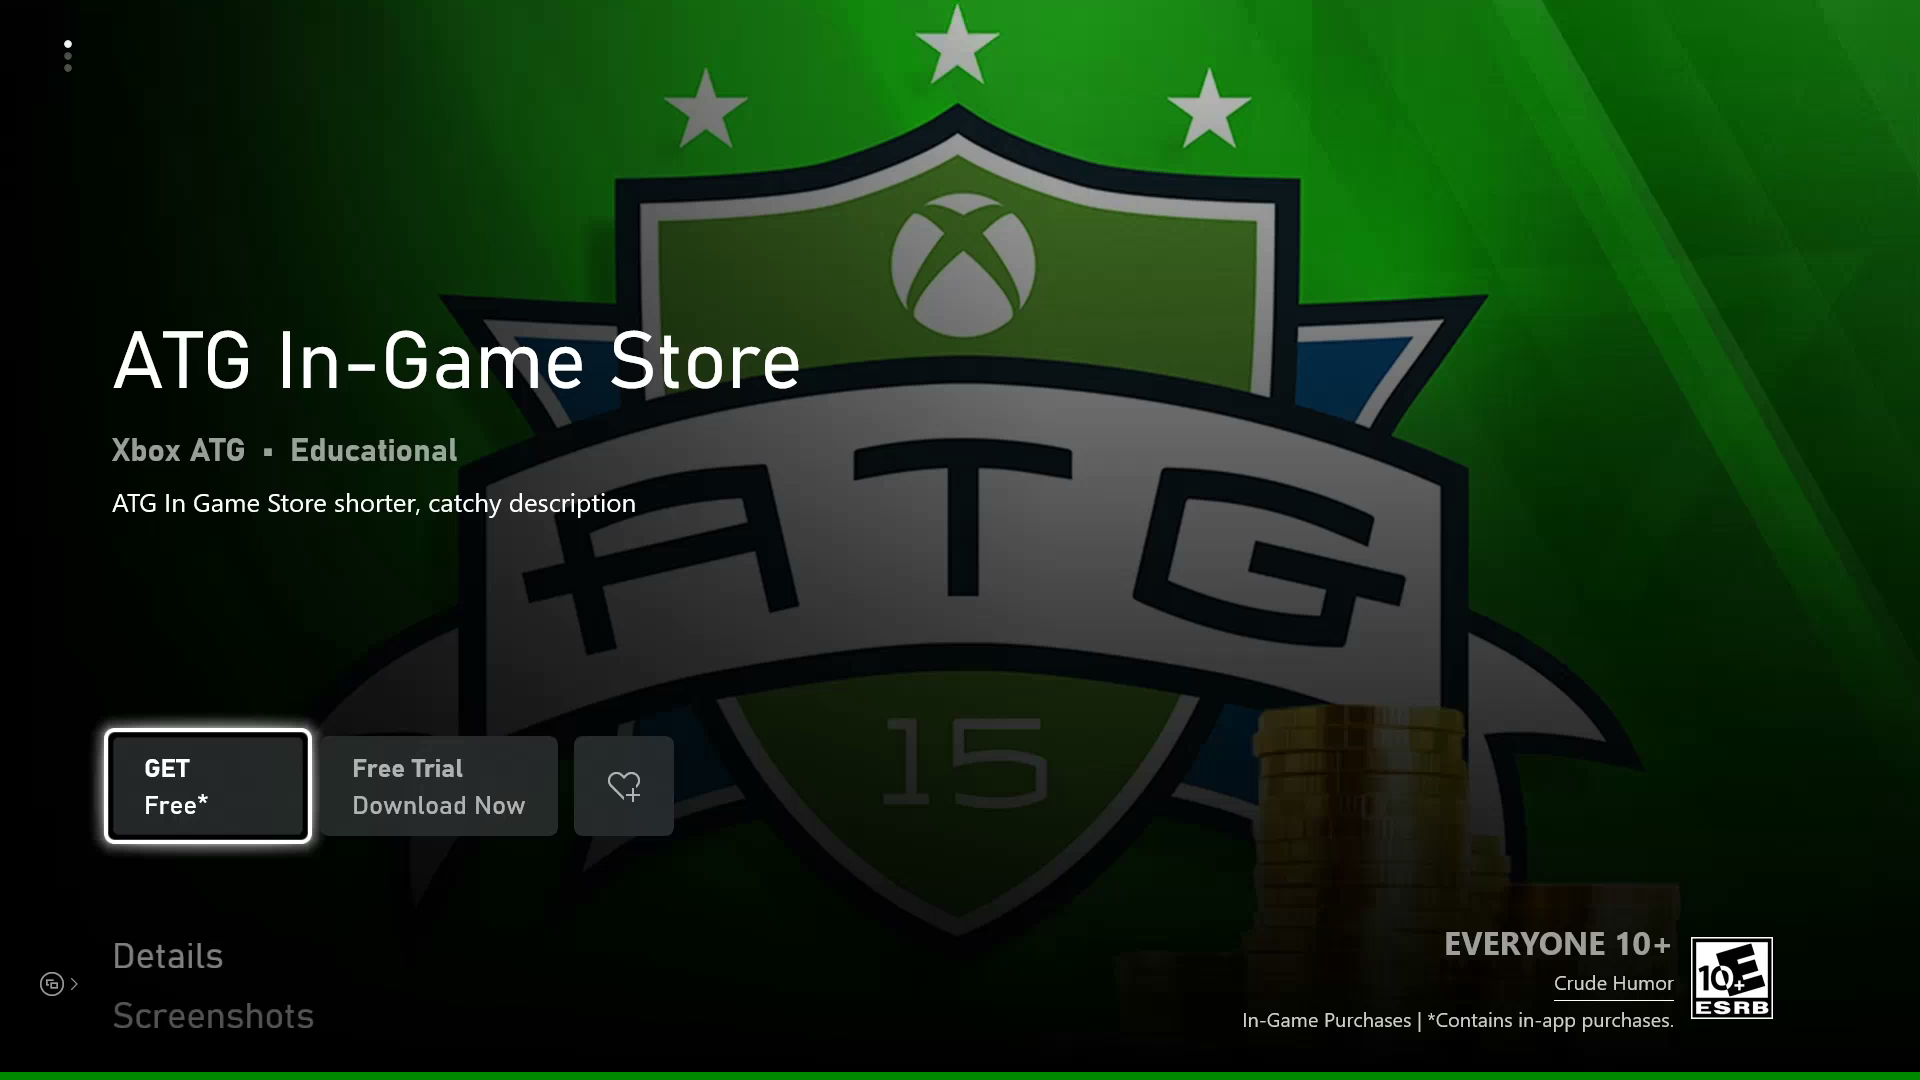 ATG In-Game Store
Xbox ATG ▪ Educational
ATG In Game Store shorter, catchy description
ATG
15
GET
Free*
Free Trial
Download Now
Details
Screenshots
EVERYONE 10+
Crude Humor
In-Game Purchases | *Contains in-app purchases.
E
10+
ESRB